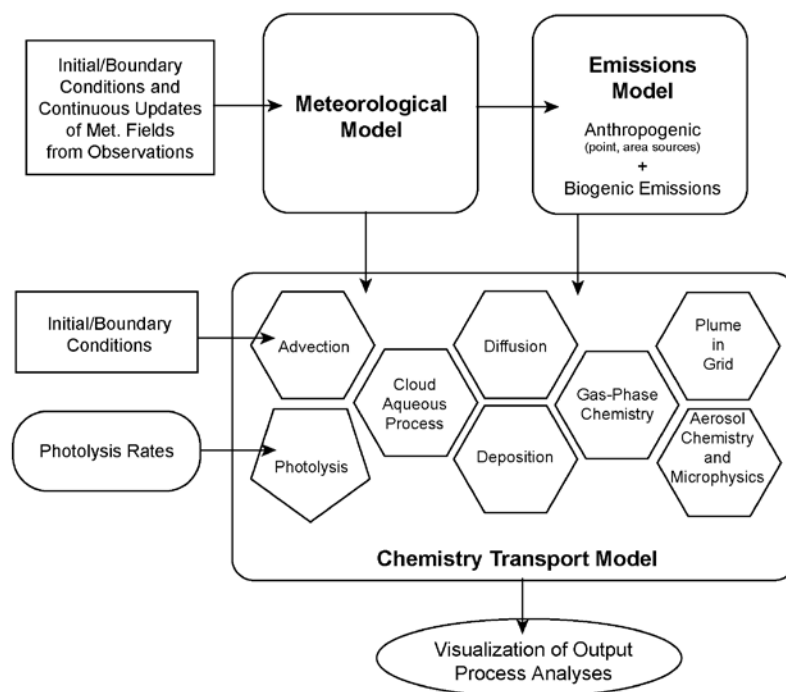 Initial/Boundary
Conditions and
Continuous Updates
of Met. Fields
from Observations
Meteorological
Model
Emissions
Model
Anthropogenic
(point, area sources)
+
Biogenic Emissions
Initial/Boundary
Conditions
Advection
Cloud
Aqueous
Process
Diffusion
Gas-Phase
Chemistry
Plume
in
Grid
Photolysis Rates
Photolysis
Deposition
Aerosol
Chemistry
and
Microphysics
Chemistry Transport Model
Visualization of Output
Process Analyses